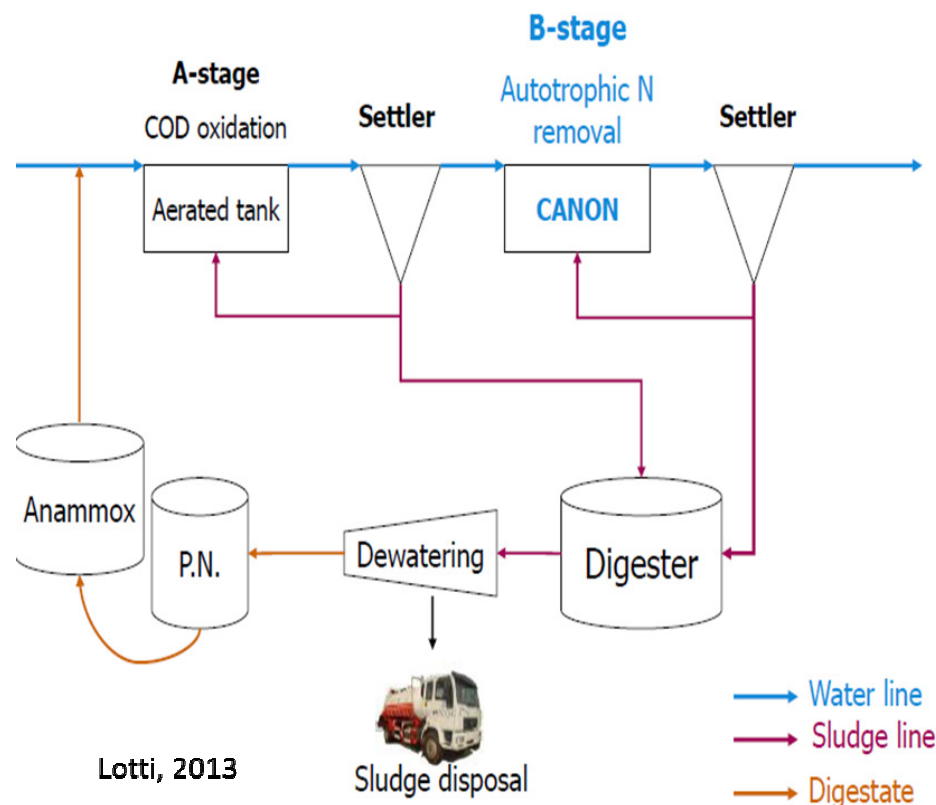 B-stage
A-stage
Autotrophic N
removal
COD oxidation
Settler
Settler
Aerated tank
CANON
Anammox
P.N.
Dewatering
Digester
Sludge disposal
Lotti, 2013
Water line
Sludge line
Digestate